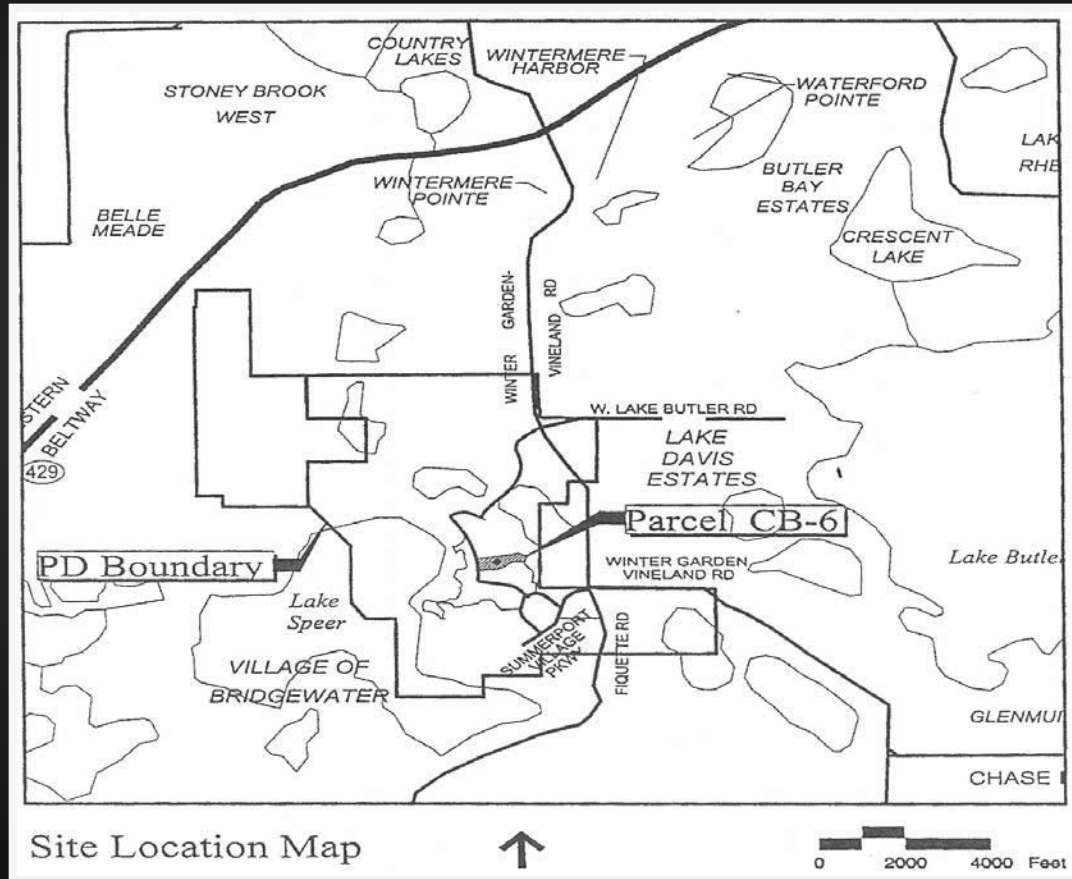 COUNTRY
LAKES
WINTERMERE
HARBOR
STONEY BROOK
WEST
WATERFORD
POINTE
LAK
RHE
WINTERMERE
POINTE
BUTLER
BAY
ESTATES
BELLE
MEADE
CRESCENT
LAKE
WINTER GARDEN-
VINELAND RD
STERN
BELTWAY
429
W. LAKE BUTLER RD
LAKE
DAVIS
ESTATES
Parcel CB-6
PD Boundary
WINTER GARDEN
VINELAND RD
Lake Butle
Lake
Speer
SUMMERPORT
VILLAGE
PKWY
FIQUETTE RD
VILLAGE OF
BRIDGEWATER
GLENMUI
CHASE
Site Location Map
0 2000 4000 Feet